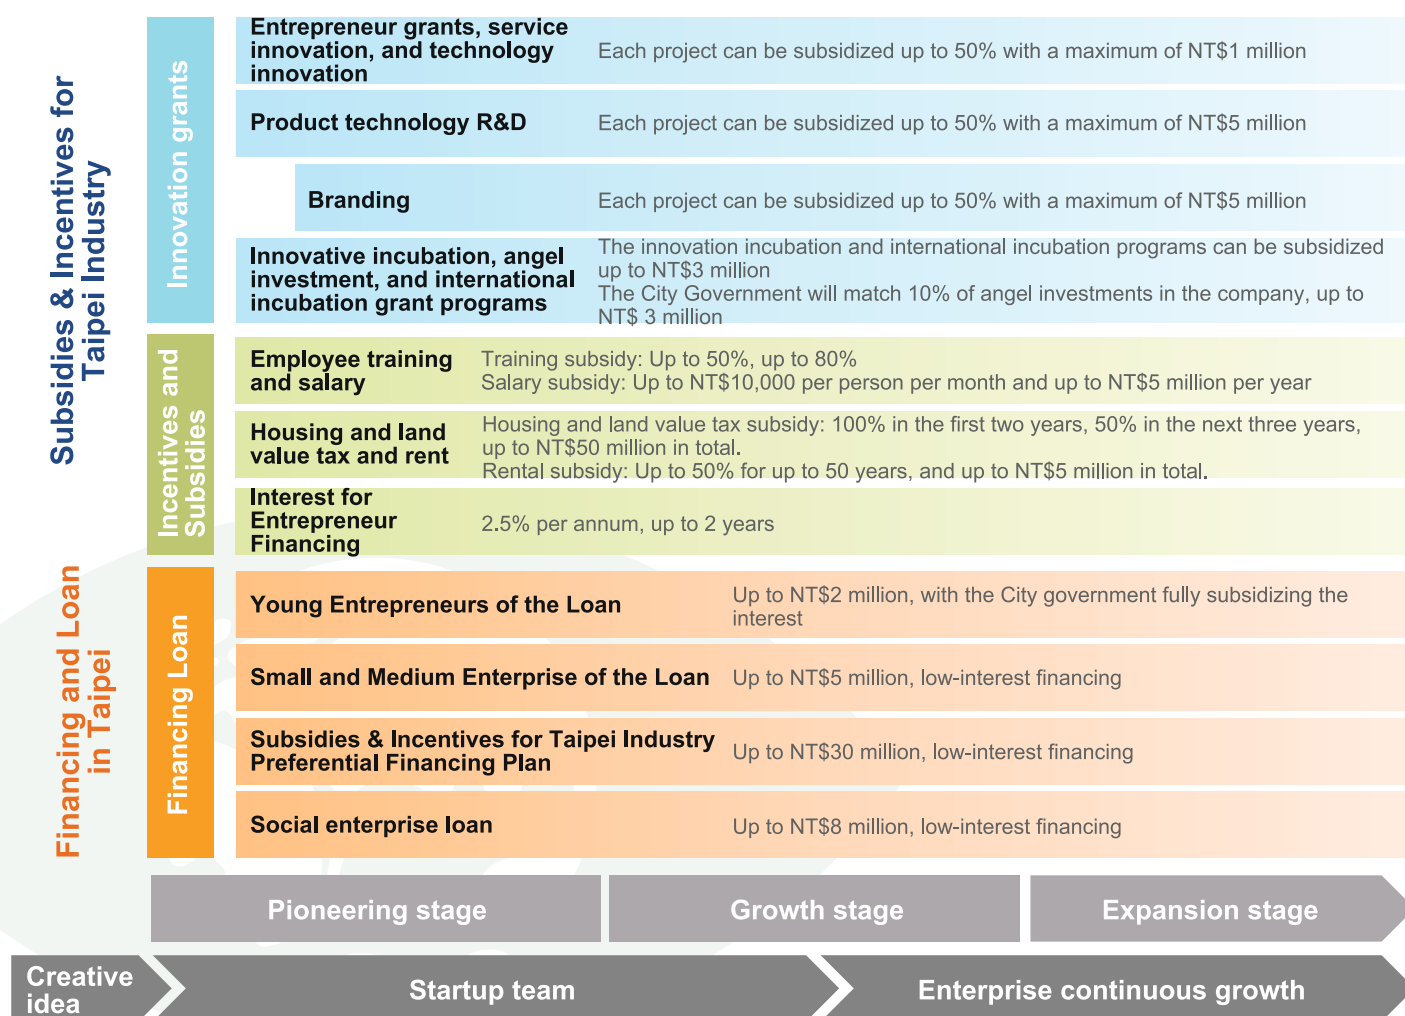 Subsidies & Incentives for
Taipei Industry
Innovation grants
Entrepreneur grants, service
innovation, and technology
innovation
Each project can be subsidized up to 50% with a maximum of NT$1 million
Product technology R&D
Each project can be subsidized up to 50% with a maximum of NT$5 million
Branding
Each project can be subsidized up to 50% with a maximum of NT$5 million
Innovative incubation, angel
investment, and international
incubation grant programs
The innovation incubation and international incubation programs can be subsidized
up to NT$3 million
The City Government will match 10% of angel investments in the company, up to
NT$ 3 million
Incentives and
Subsidies
Employee training
and salary
Training subsidy: Up to 50%, up to 80%
Salary subsidy: Up to NT$10,000 per person per month and up to NT$5 million per year
Housing and land
value tax and rent
Housing and land value tax subsidy: 100% in the first two years, 50% in the next three years,
up to NT$50 million in total.
Rental subsidy: Up to 50% for up to 50 years, and up to NT$5 million in total.
Interest for
Entrepreneur
Financing
2.5% per annum, up to 2 years
Financing and Loan
in Taipei
Financing Loan
Young Entrepreneurs of the Loan
Up to NT$2 million, with the City government fully subsidizing the
interest
Small and Medium Enterprise of the Loan
Up to NT$5 million, low-interest financing
Subsidies & Incentives for Taipei Industry
Preferential Financing Plan
Up to NT$30 million, low-interest financing
Social enterprise loan
Up to NT$8 million, low-interest financing
Pioneering stage
Growth stage
Expansion stage
Creative
idea
Startup team
Enterprise continuous growth